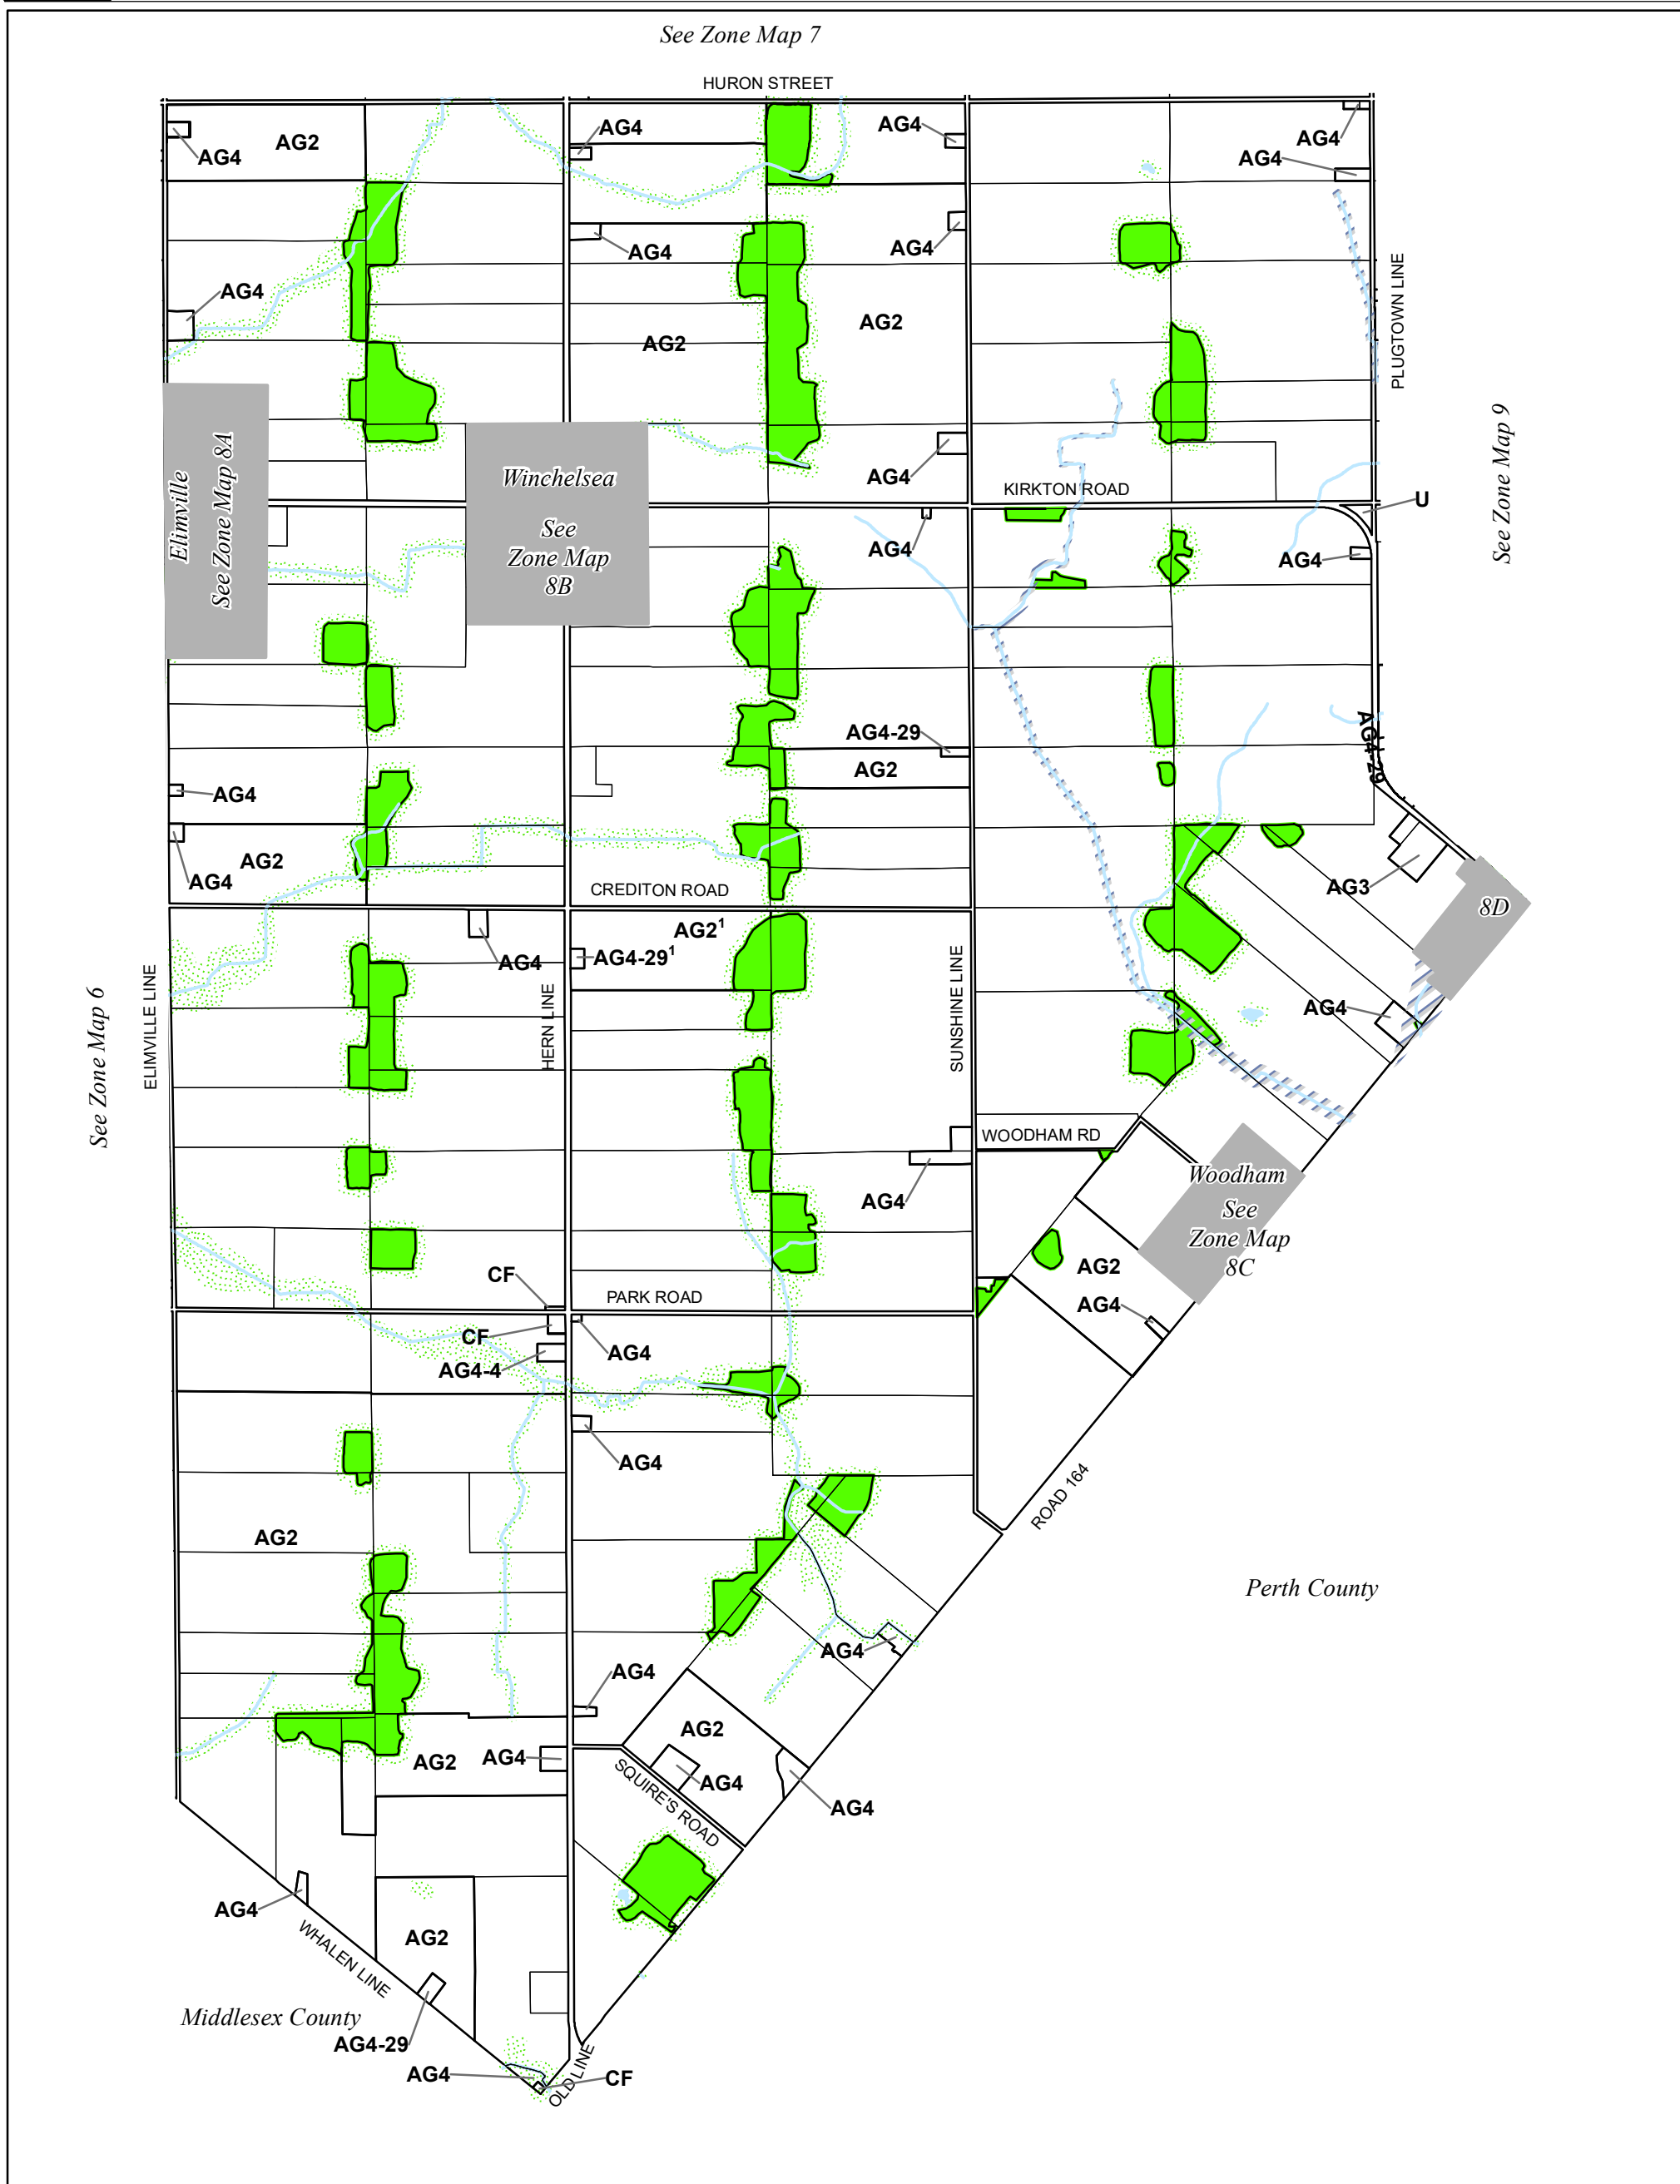 See Zone Map 7
HURON STREET
AG4
AG2
AG4
AG4
AG4
AG4
AG4
AG4
AG4
AG4
AG2
AG2
PLUGTOWN LINE
Elimville
See Zone Map 8A
Winchelsea
See
Zone Map
8B
AG4
KIRKTON ROAD
U
See Zone Map 9
AG4
AG4
AG4-29
AG2
AG4-29
AG4
AG2
AG4
CREDITON ROAD
AG3
8D
AG2¹
AG4-29¹
AG4
AG4
See Zone Map 6
ELIMVILLE LINE
HERN LINE
SUNSHINE LINE
WOODHAM RD
Woodham
See
Zone Map
8C
AG4
AG2
AG4
CF
PARK ROAD
CF
AG4-4
AG4
AG4
ROAD 164
AG2
Perth County
AG4
AG4
AG2
AG2
AG4
AG4
AG4
SQUIRE'S ROAD
AG4
WHALEN LINE
AG2
Middlesex County
AG4-29
AG4
CF
OLD LINE